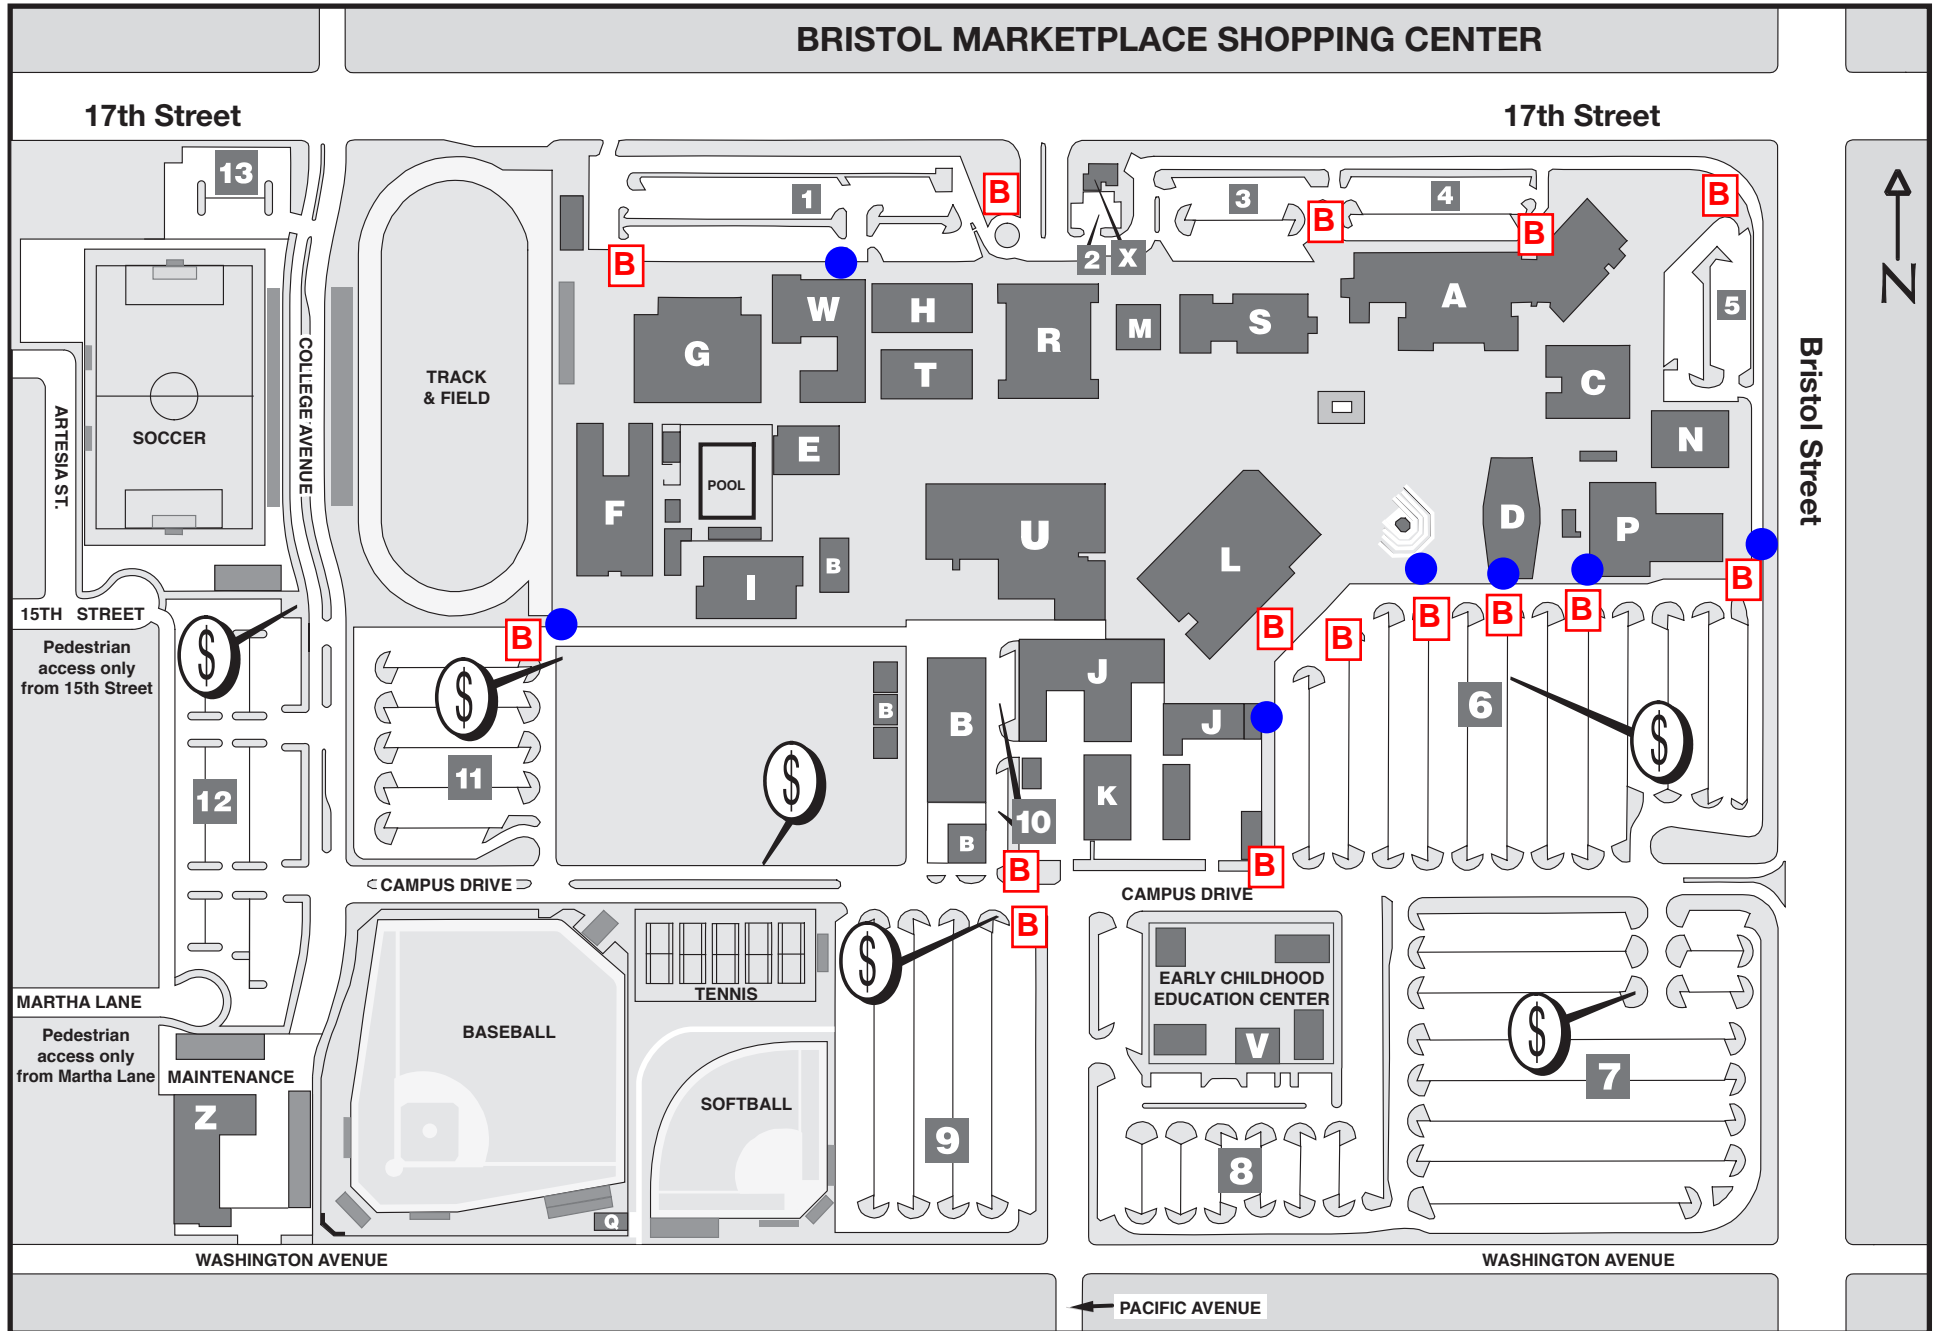 BRISTOL MARKETPLACE SHOPPING CENTER
17th Street
17th Street
13
1
B
3
4
B
B
B
B
2
X
5
N
W
H
G
T
R
M
S
A
C
N
TRACK
& FIELD
SOCCER
COLLEGE AVENUE
ARTESIA ST.
Bristol Street
E
POOL
F
I
B
U
L
D
P
B
15TH STREET
Pedestrian
access only
from 15th Street
$
B
$
B
B
B
B
B
J
B
B
J
6
$
11
12
$
K
10
B
B
B
CAMPUS DRIVE
CAMPUS DRIVE
B
$
TENNIS
EARLY CHILDHOOD
EDUCATION CENTER
V
$
7
MARTHA LANE
Pedestrian
access only
from Martha Lane
MAINTENANCE
Z
BASEBALL
SOFTBALL
9
8
Q
WASHINGTON AVENUE
WASHINGTON AVENUE
PACIFIC AVENUE